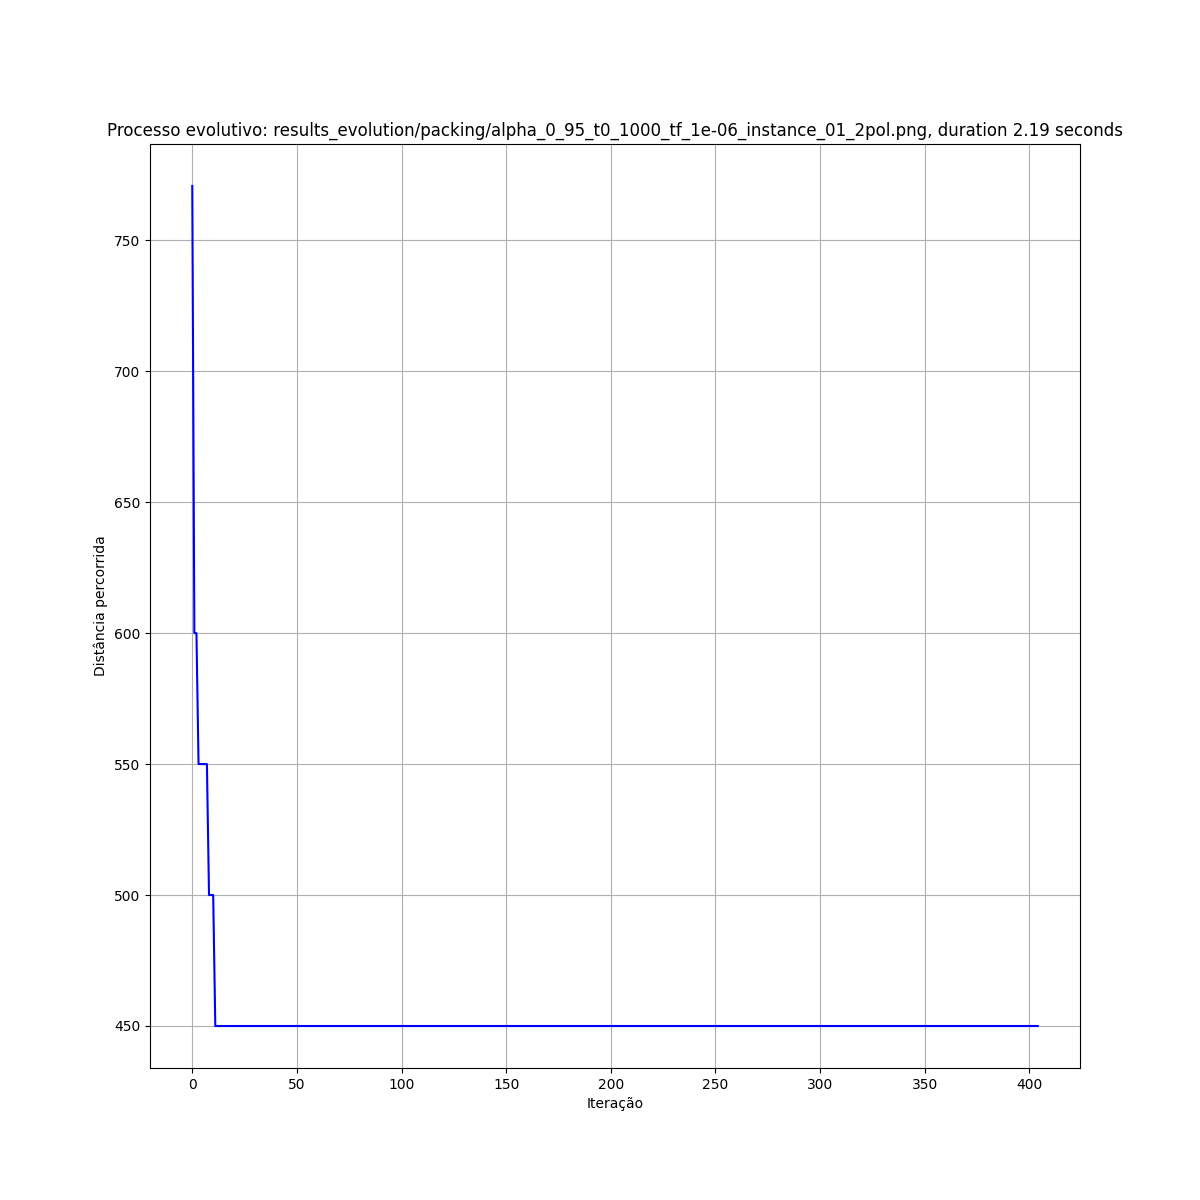 Processo evolutivo: results_evolution/packing/alpha_0_95_t0_1000_tf_1e-06_instance_01_2pol.png, duration 2.19 seconds
Distância percorrida
750
700
650
600
550
500
450
0 50 100 150 200 250 300 350 400
Iteração